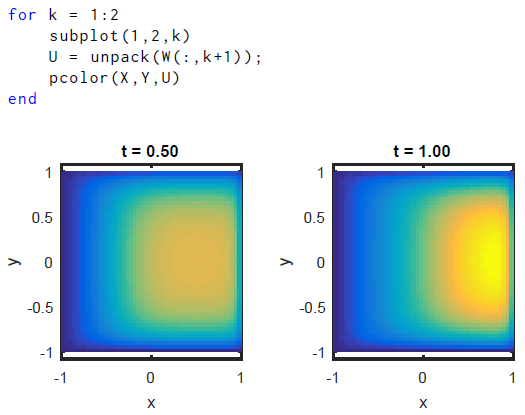 for k = 1:2
    subplot(1,2,k)
    U = unpack(W(:,k+1));
    pcolor(X,Y,U)
end
t = 0.50
1
0.5
0
-0.5
-1
y
-1 0 1
x
t = 1.00
1
0.5
0
-0.5
-1
y
-1 0 1
x